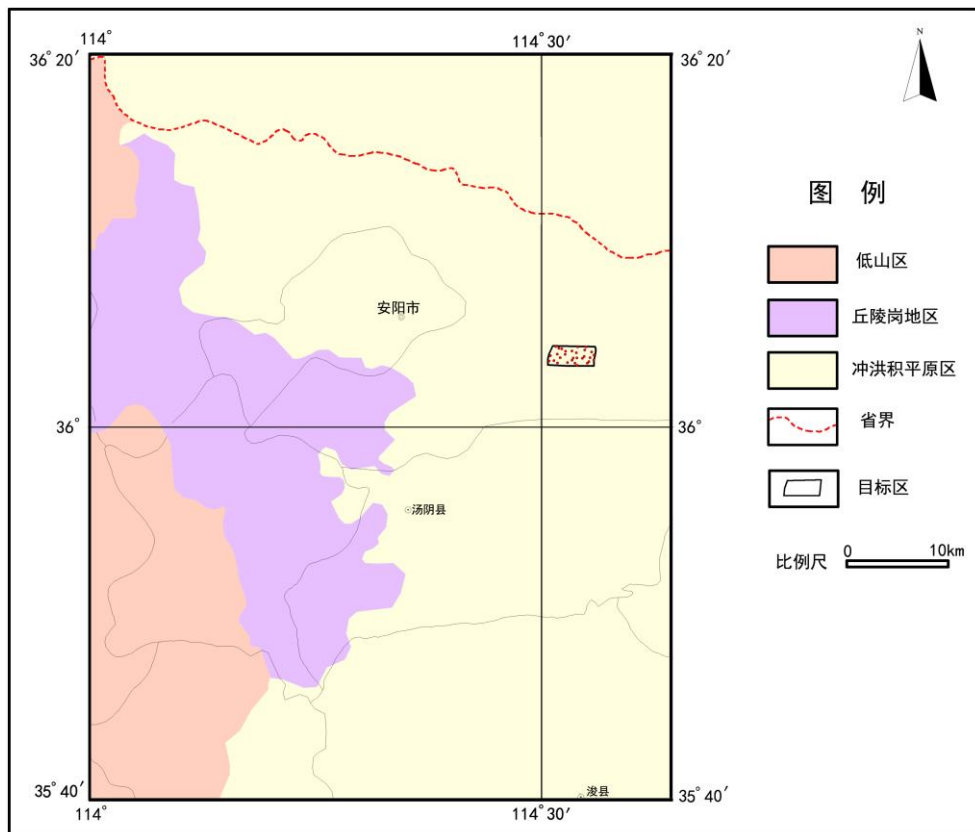 114°
114°30′
36°20′
36°20′
N
图 例
低山区
安阳市
丘陵岗地区
冲洪积平原区
36°
36°
省界
目标区
汤阴县
比例尺 0 10km
35°40′
浚县
35°40′
114°
114°30′